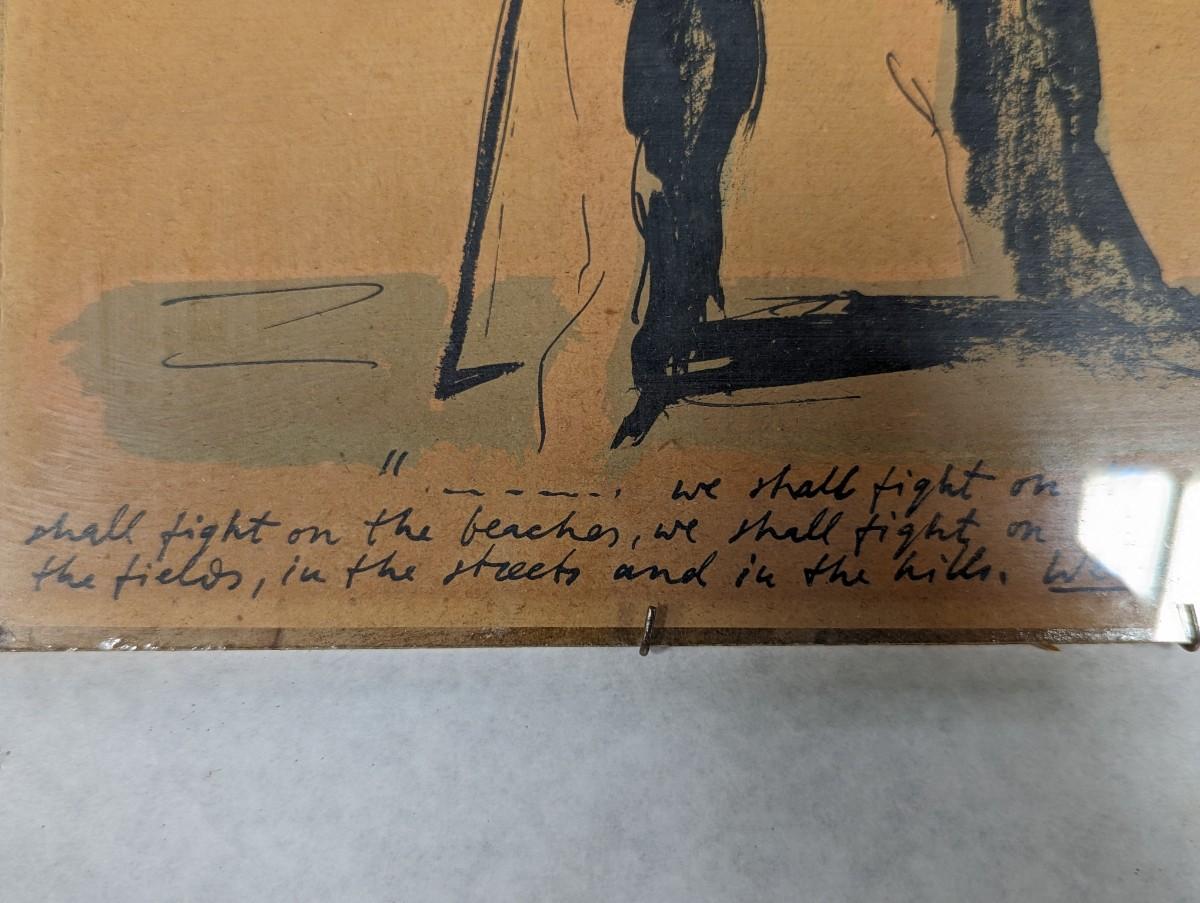 " - - - - . we shall fight on
shall fight on the beaches, we shall fight on
the fields, in the streets and in the hills. We